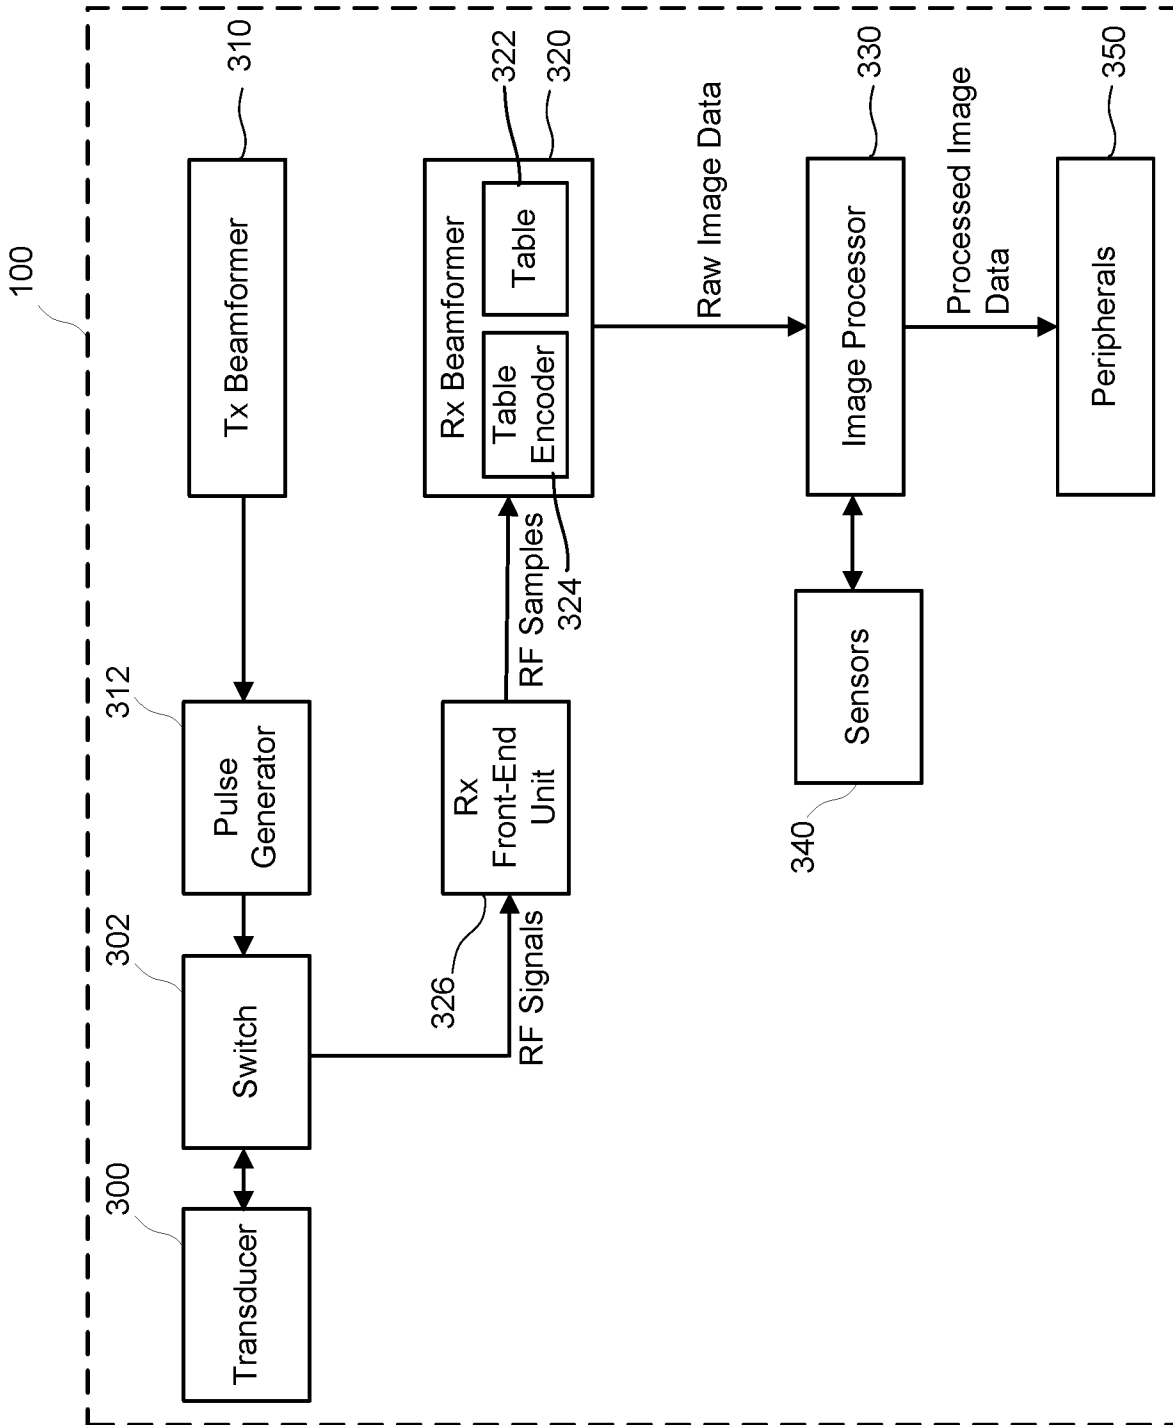 100
300
Transducer
302
Switch
312
Pulse
Generator
310
Tx Beamformer
326
RF Signals
Rx
Front-End
Unit
RF Samples
324
Rx Beamformer
Table
Encoder
Table
322
320
Raw Image Data
340
Sensors
Image Processor
330
Processed Image
Data
Peripherals
350